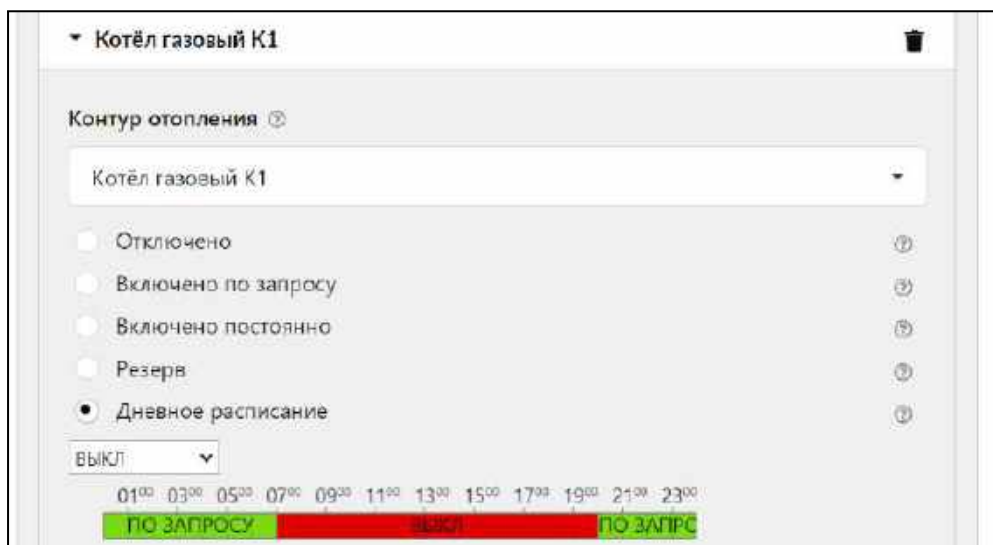 Котёл газовый К1
Контур отопления
Котёл газовый К1
Отключено
Включено по запросу
Включено постоянно
Резерв
Дневное расписание
ВЫКЛ
01⁰⁰ 03⁰⁰ 05⁰⁰ 07⁰⁰ 09⁰⁰ 11⁰⁰ 13⁰⁰ 15⁰⁰ 17⁰⁰ 19⁰⁰ 21⁰⁰ 23⁰⁰
ПО ЗАПРОСУ ВЫКЛ ПО ЗАПРС